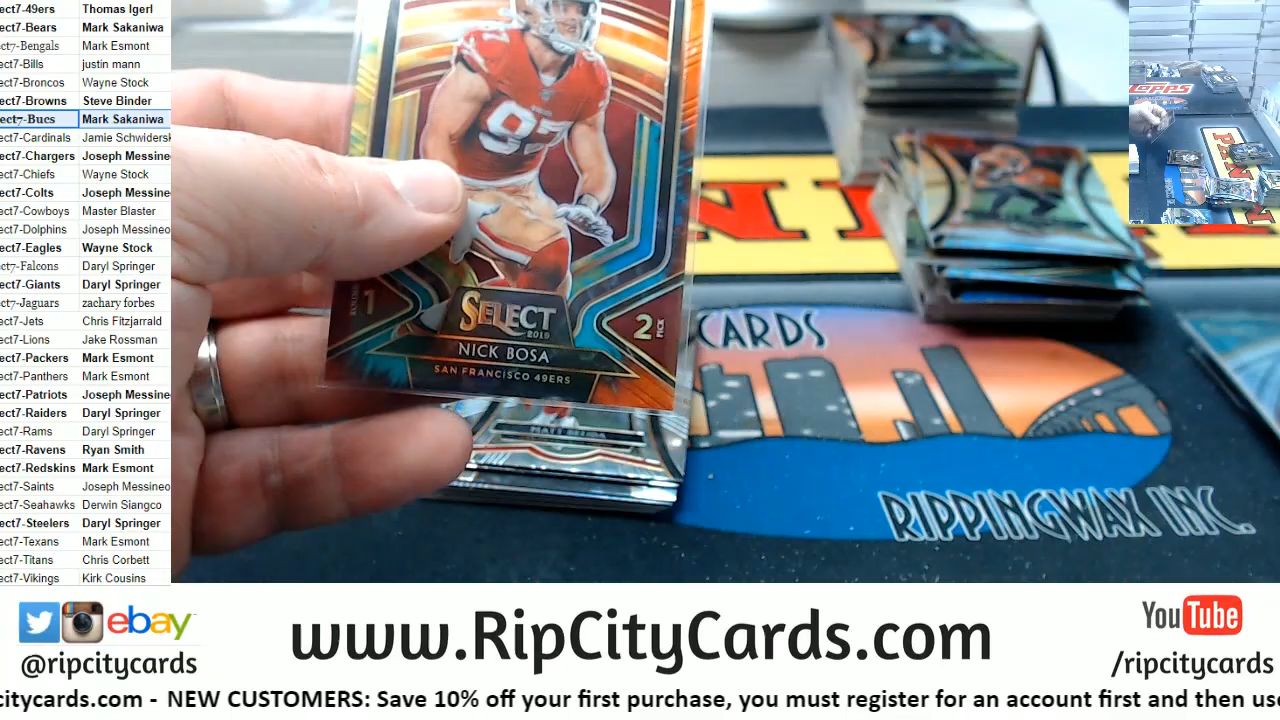 ect7-49ers Thomas Igerl
ect7-Bears Mark Sakaniwa
ect7-Bengals Mark Esmont
ect7-Bills justin mann
ect7-Broncos Wayne Stock
ect7-Browns Steve Binder
ect7-Bucs Mark Sakaniwa
ect7-Cardinals Jamie Schwidersk
ect7-Chargers Joseph Messine
ect7-Chiefs Wayne Stock
ect7-Colts Joseph Messine
ect7-Cowboys Master Blaster
ect7-Dolphins Joseph Messineo
ect7-Eagles Wayne Stock
ect7-Falcons Daryl Springer
ect7-Giants Daryl Springer
ect7-Jaguars zachary forbes
ect7-Jets Chris Fitzjarrald
ect7-Lions Jake Rossman
ect7-Packers Mark Esmont
ect7-Panthers Mark Esmont
ect7-Patriots Joseph Messine
ect7-Raiders Daryl Springer
ect7-Rams Daryl Springer
ect7-Ravens Ryan Smith
ect7-Redskins Mark Esmont
ect7-Saints Joseph Messineo
ect7-Seahawks Derwin Siangco
ect7-Steelers Daryl Springer
ect7-Texans Mark Esmont
ect7-Titans Chris Corbett
ect7-Vikings Kirk Cousins
97
ROUND 1
SELECT
2019
2 PICK
NICK BOSA
SAN FRANCISCO 49ERS
CARDS
RIPPINGWAX INC.
TOPPS
ebay
@ripcitycards
www.RipCityCards.com
YouTube
/ripcitycards
citycards.com - NEW CUSTOMERS: Save 10% off your first purchase, you must register for an account first and then use